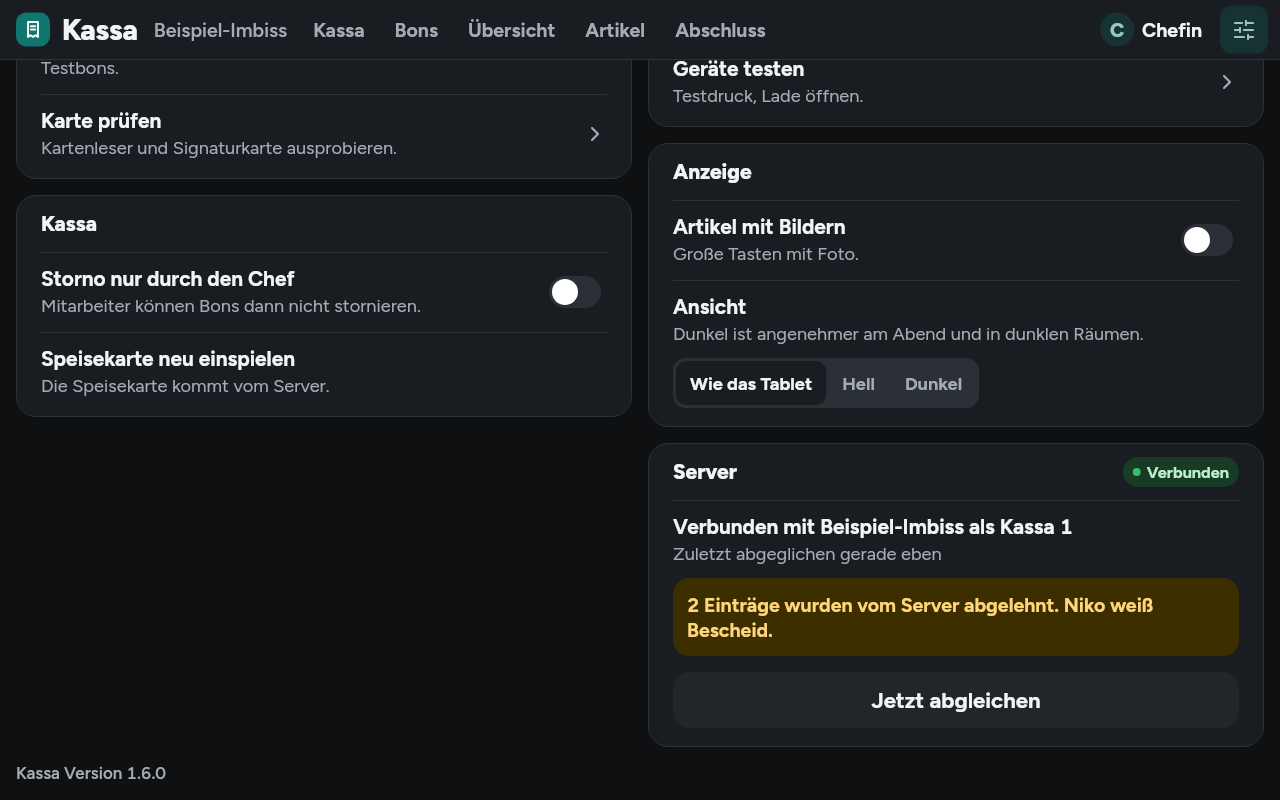 Kassa
Beispiel-Imbiss
Kassa
Bons
Übersicht
Artikel
Abschluss
C
Chefin
Testbons.
Karte prüfen
Kartenleser und Signaturkarte ausprobieren.
Kassa
Storno nur durch den Chef
Mitarbeiter können Bons dann nicht stornieren.
Speisekarte neu einspielen
Die Speisekarte kommt vom Server.
Geräte testen
Testdruck, Lade öffnen.
Anzeige
Artikel mit Bildern
Große Tasten mit Foto.
Ansicht
Dunkel ist angenehmer am Abend und in dunklen Räumen.
Wie das Tablet
Hell
Dunkel
Server
Verbunden
Verbunden mit Beispiel-Imbiss als Kassa 1
Zuletzt abgeglichen gerade eben
2 Einträge wurden vom Server abgelehnt. Niko weiß
Bescheid.
Jetzt abgleichen
Kassa Version 1.6.0